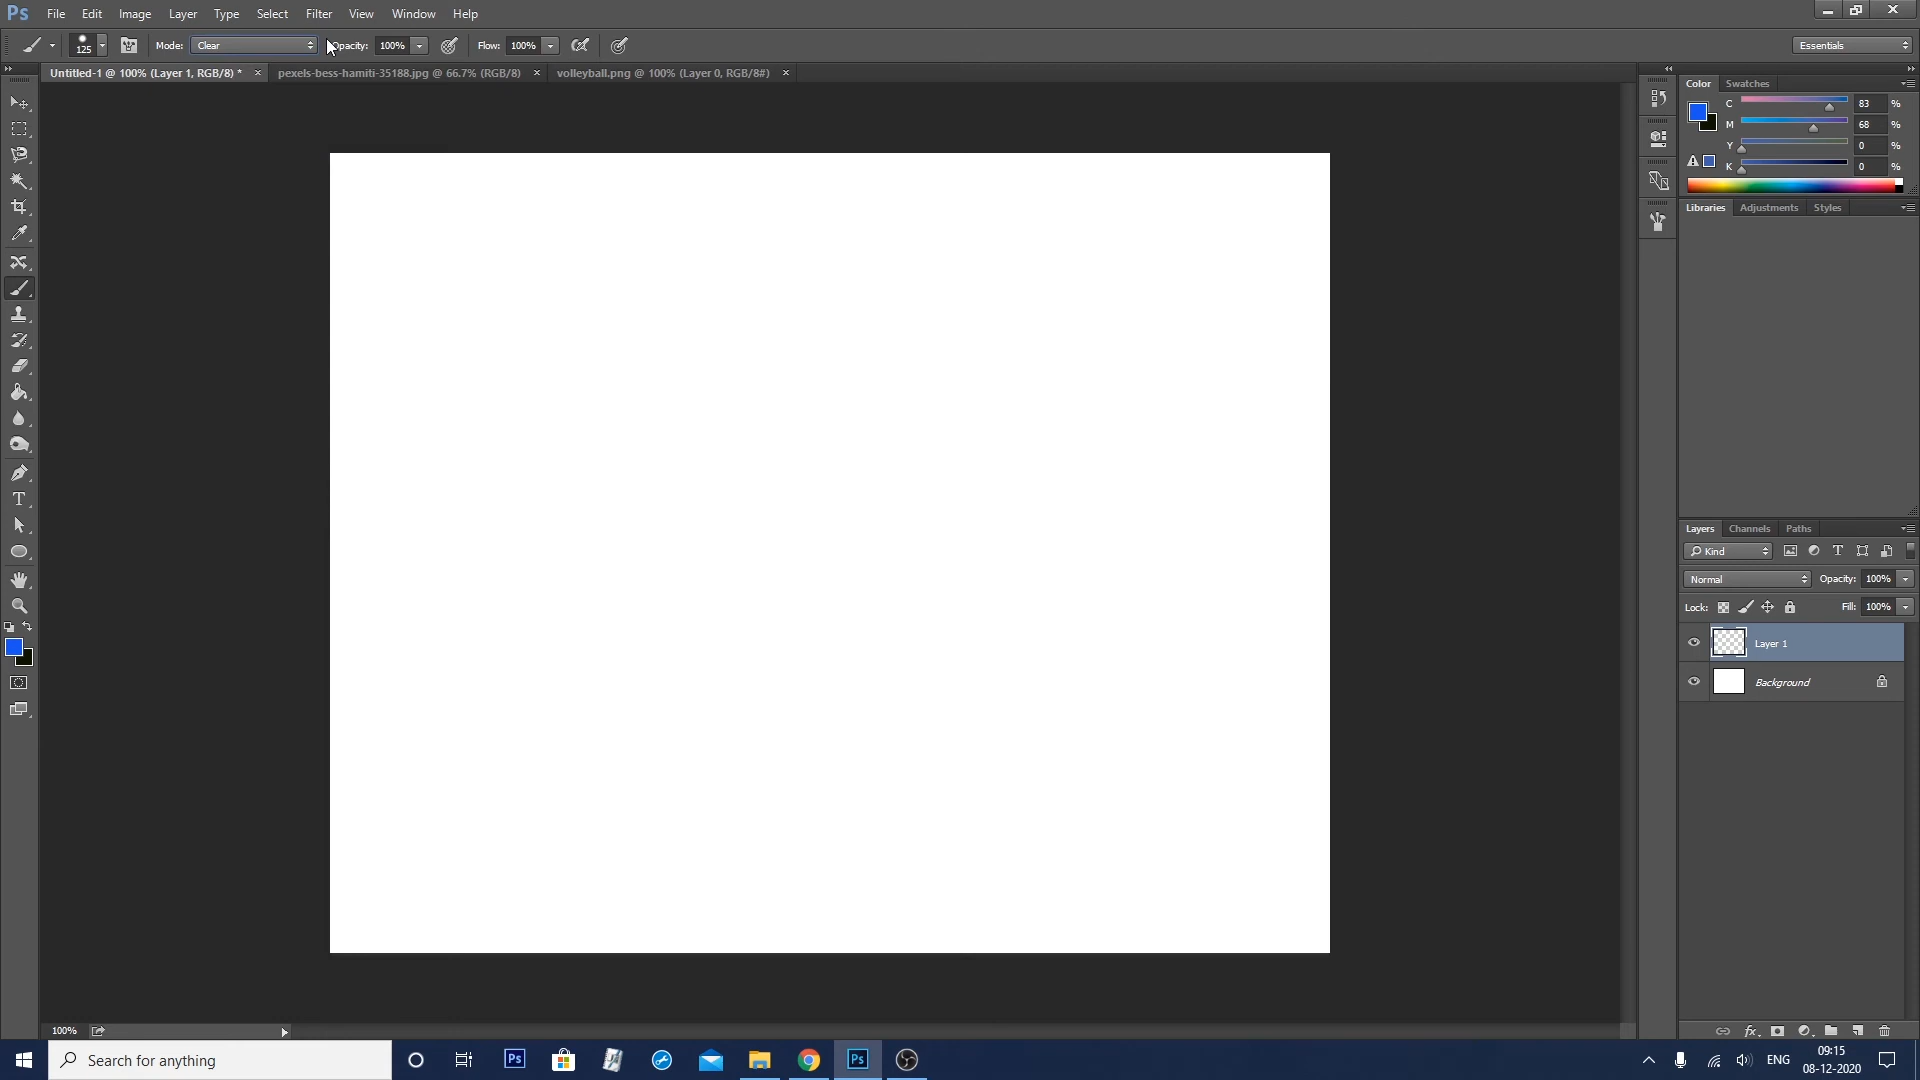 Ps File Edit Image Layer Type Select Filter View Window Help
125 Mode: Clear Opacity: 100% Flow: 100% Essentials
Untitled-1 @ 100% (Layer 1, RGB/8) * × pexels-bess-hamiti-35188.jpg @ 66.7% (RGB/8) × volleyball.png @ 100% (Layer 0, RGB/8#) ×
Color Swatches
C 83 %
M 68 %
Y 0 %
K 0 %
Libraries Adjustments Styles
Layers Channels Paths
Kind
Normal Opacity: 100%
Lock: Fill: 100%
Layer 1
Background
fx
100%
Search for anything
Ps
Ps
ENG
09:15
08-12-2020